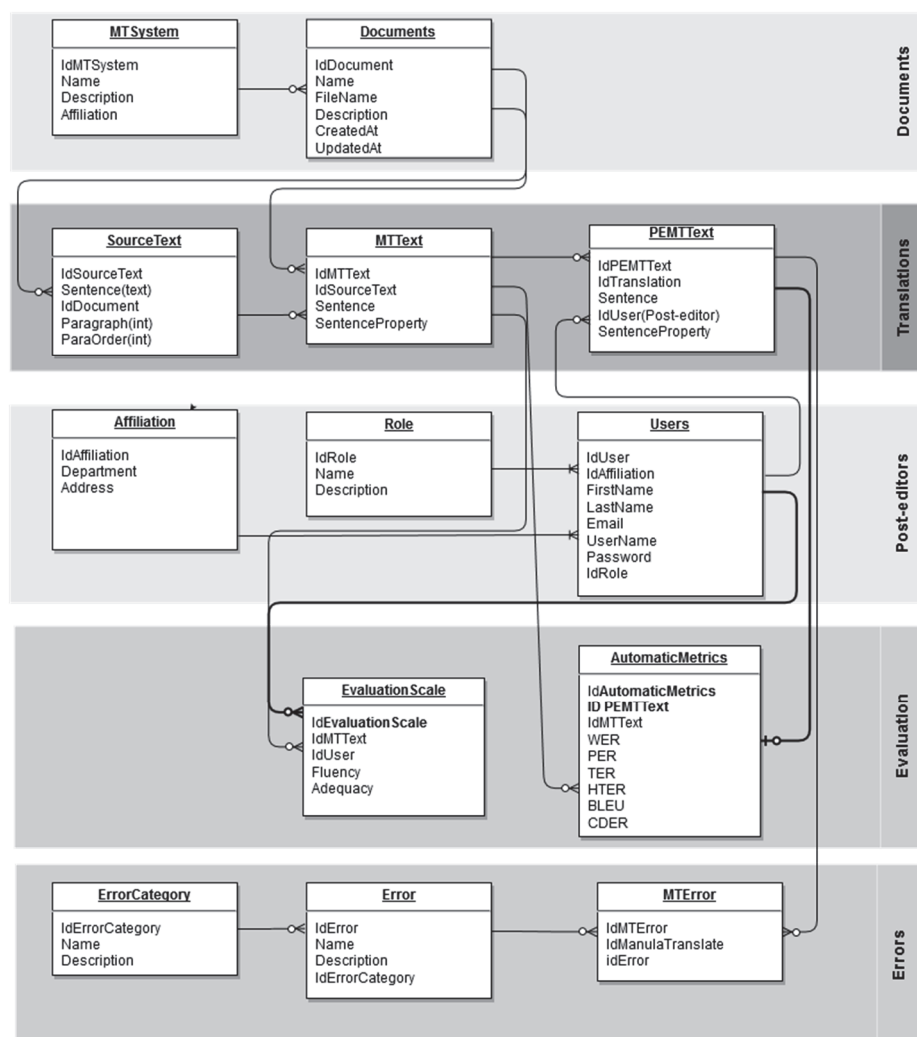 MTSystem
IdMTSystem
Name
Description
Affiliation
Documents
IdDocument
Name
FileName
Description
CreatedAt
UpdatedAt
Documents
SourceText
IdSourceText
Sentence(text)
IdDocument
Paragraph(int)
ParaOrder(int)
MTText
IdMTText
IdSourceText
Sentence
SentenceProperty
PEMTText
IdPEMTText
IdTranslation
Sentence
IdUser(Post-editor)
SentenceProperty
Translations
Affiliation
IdAffiliation
Department
Address
Role
IdRole
Name
Description
Users
IdUser
IdAffiliation
FirstName
LastName
Email
UserName
Password
IdRole
Post-editors
EvaluationScale
IdEvaluationScale
IdMTText
IdUser
Fluency
Adequacy
AutomaticMetrics
IdAutomaticMetrics
ID PEMTText
IdMTText
WER
PER
TER
HTER
BLEU
CDER
Evaluation
ErrorCategory
IdErrorCategory
Name
Description
Error
IdError
Name
Description
IdErrorCategory
MTError
IdMTError
IdManulaTranslate
idError
Errors